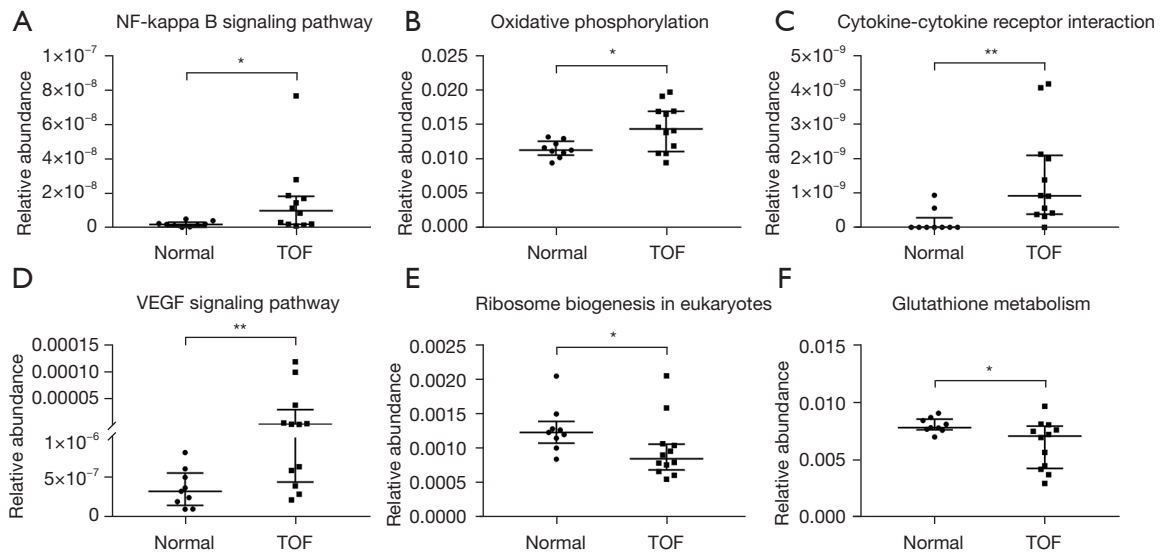 A
NF-kappa B signaling pathway
Relative abundance
1×10⁻⁷
8×10⁻⁸
6×10⁻⁸
4×10⁻⁸
2×10⁻⁸
0
*
Normal
TOF
B
Oxidative phosphorylation
Relative abundance
0.025
0.020
0.015
0.010
0.005
0.000
*
Normal
TOF
C
Cytokine-cytokine receptor interaction
Relative abundance
5×10⁻⁹
4×10⁻⁹
3×10⁻⁹
2×10⁻⁹
1×10⁻⁹
0
**
Normal
TOF
D
VEGF signaling pathway
Relative abundance
0.00015
0.00010
0.00005
1×10⁻⁶
5×10⁻⁷
0
**
Normal
TOF
E
Ribosome biogenesis in eukaryotes
Relative abundance
0.0025
0.0020
0.0015
0.0010
0.0005
0.0000
*
Normal
TOF
F
Glutathione metabolism
Relative abundance
0.015
0.010
0.005
0.000
*
Normal
TOF